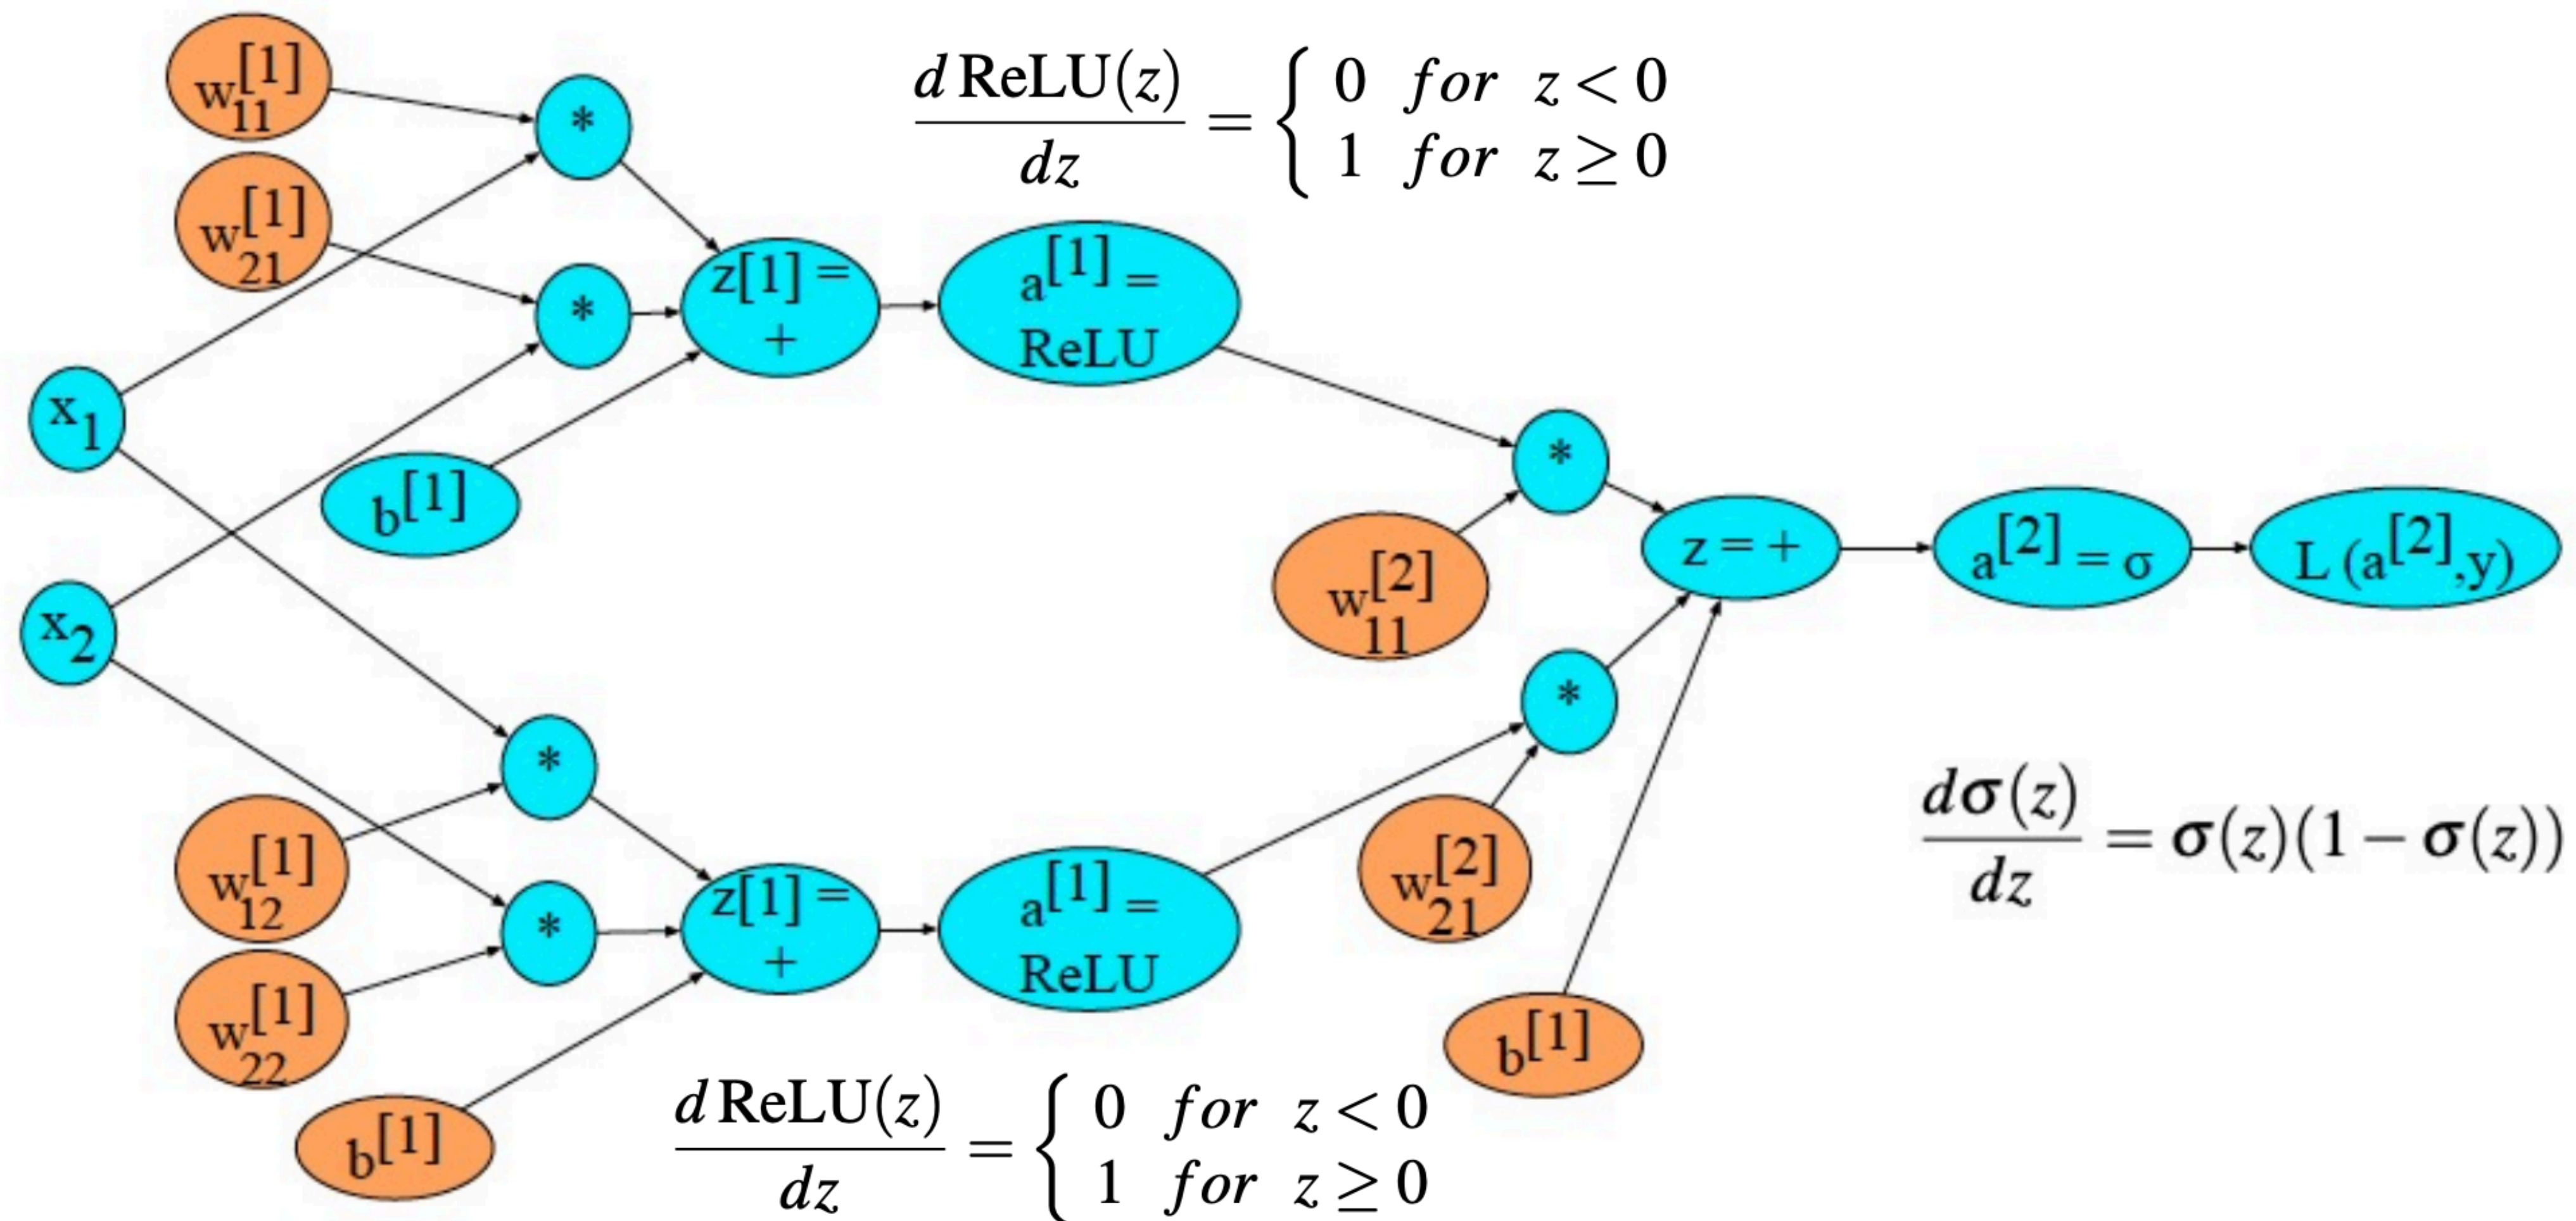 w[1]11
d ReLU(z)/dz = { 0 for z < 0
1 for z ≥ 0
*
w[1]21
z[1] =
+
a[1] =
ReLU
*
x1
*
b[1]
z = +
a[2] = σ
L (a[2],y)
w[2]11
x2
*
*
dσ(z)/dz = σ(z)(1 − σ(z))
w[1]12
z[1] =
+
a[1] =
ReLU
w[2]21
*
w[1]22
b[1]
b[1]
d ReLU(z)/dz = { 0 for z < 0
1 for z ≥ 0